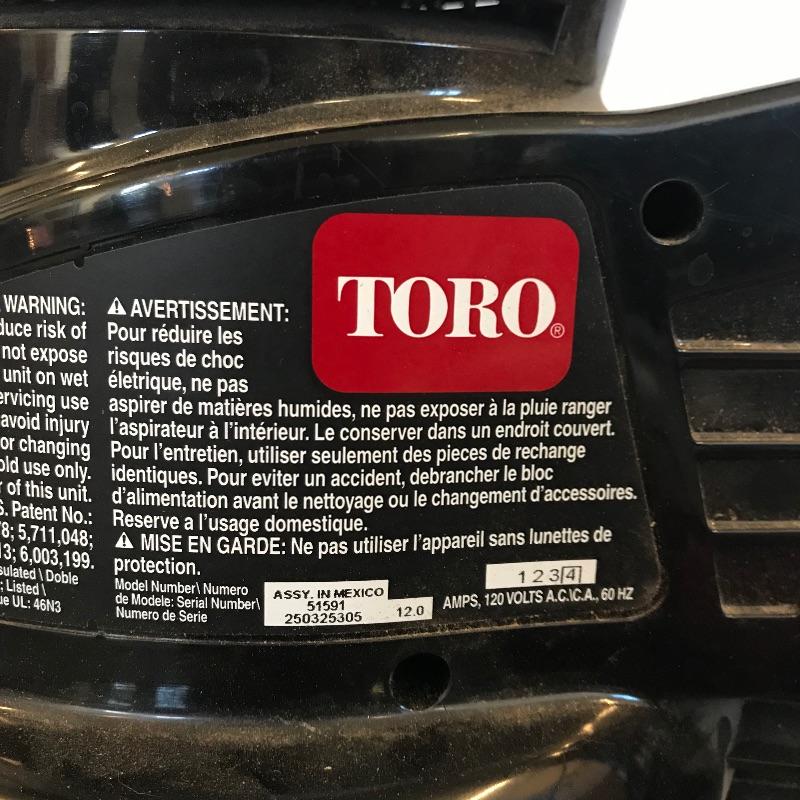 WARNING:
duce risk of
not expose
unit on wet
ervicing use
avoid injury
or changing
old use only.
r of this unit.
S. Patent No.:
8; 5,711,048;
13; 6,003,199.
sulated \ Doble
; Listed \
ue UL: 46N3
⚠ AVERTISSEMENT:
Pour réduire les
risques de choc
életrique, ne pas
aspirer de matières humides, ne pas exposer à la pluie ranger
l'aspirateur à l'intérieur. Le conserver dans un endroit couvert.
Pour l'entretien, utiliser seulement des pieces de rechange
identiques. Pour eviter un accident, debrancher le bloc
d'alimentation avant le nettoyage ou le changement d'accessoires.
Reserve a l'usage domestique.
⚠ MISE EN GARDE: Ne pas utiliser l'appareil sans lunettes de
protection.
TORO®
Model Number\ Numero
de Modele: Serial Number\
Numero de Serie
ASSY. IN MEXICO
51591
250325305 12.0
1 2 3 4
AMPS, 120 VOLTS A.C.\C.A., 60 HZ